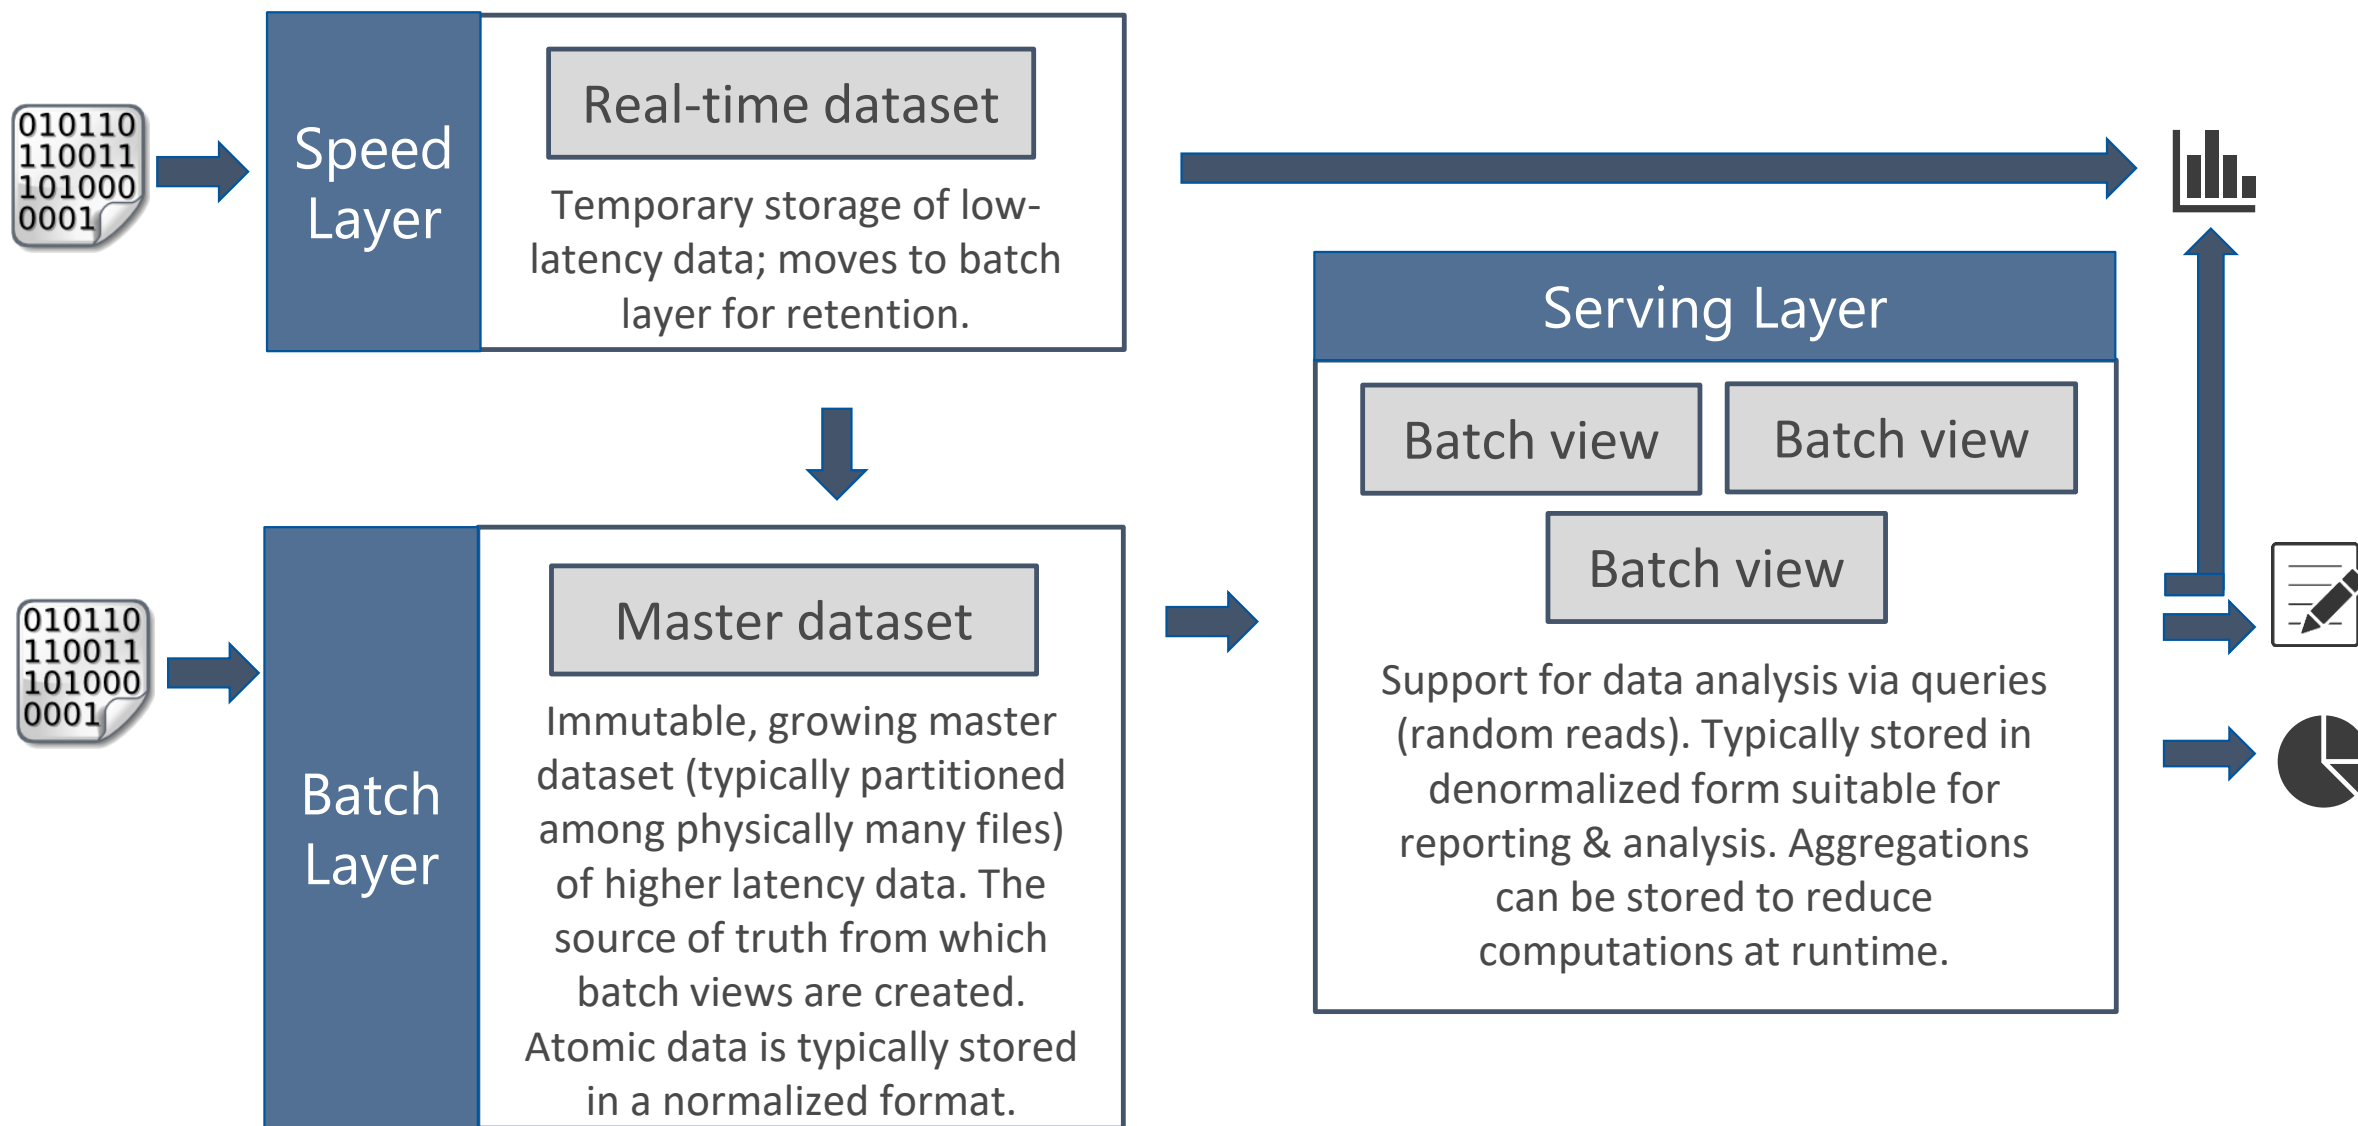 010110
110011
101000
0001
Speed
Layer
Real-time dataset
Temporary storage of low-
latency data; moves to batch
layer for retention.
Serving Layer
Batch view
Batch view
Batch view
Support for data analysis via queries
(random reads). Typically stored in
denormalized form suitable for
reporting & analysis. Aggregations
can be stored to reduce
computations at runtime.
010110
110011
101000
0001
Batch
Layer
Master dataset
Immutable, growing master
dataset (typically partitioned
among physically many files)
of higher latency data. The
source of truth from which
batch views are created.
Atomic data is typically stored
in a normalized format.